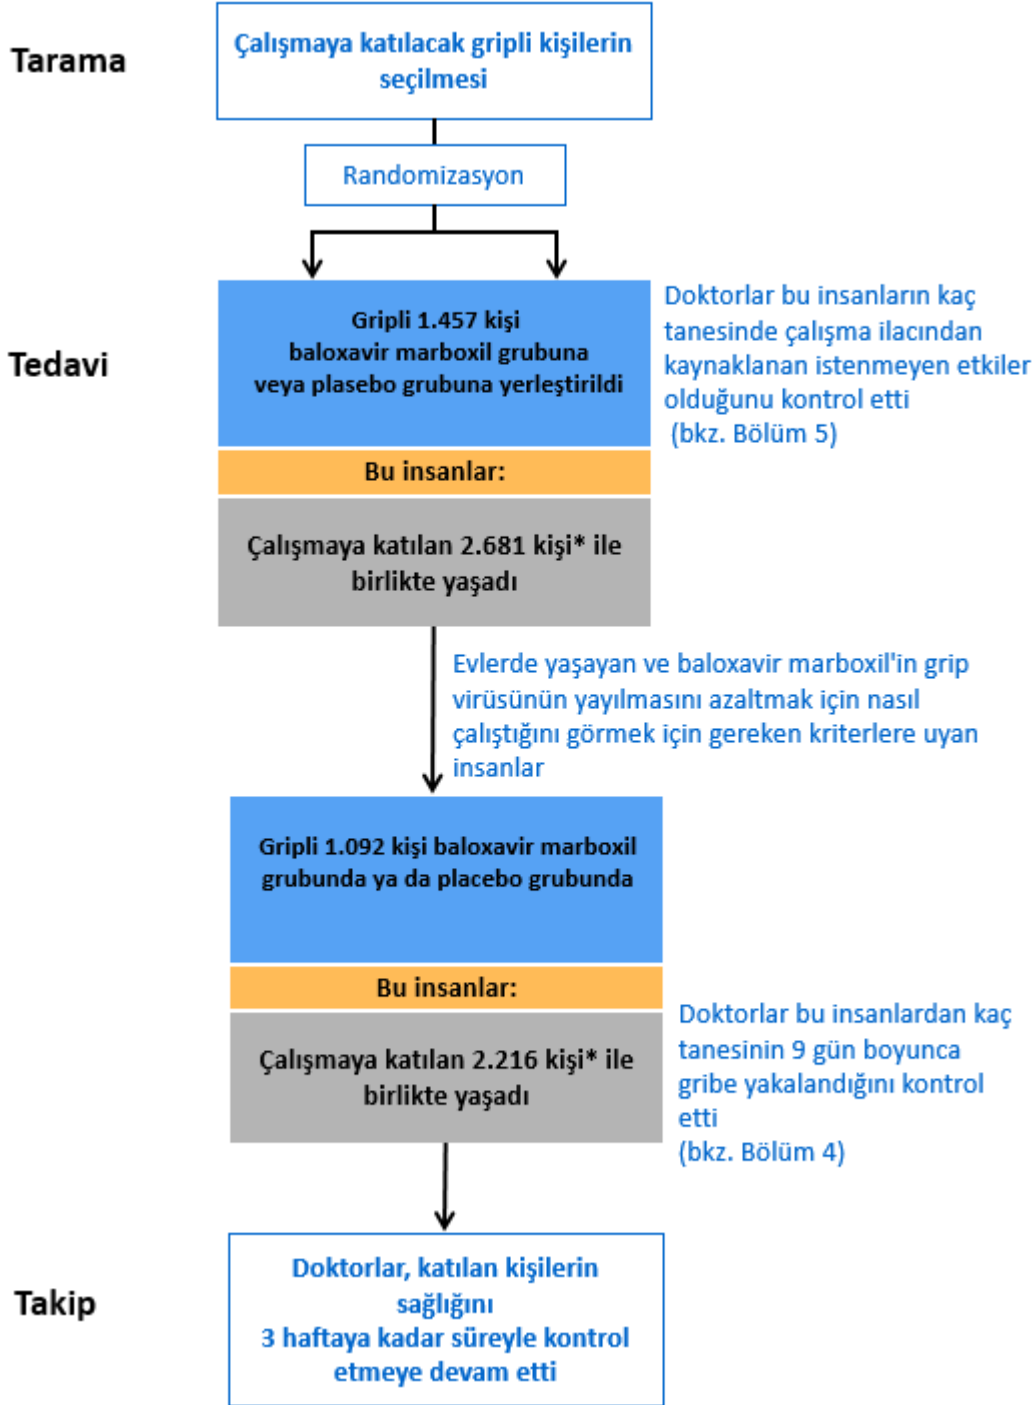 Tarama
Çalışmaya katılacak gripli kişilerin
seçilmesi
Randomizasyon
Tedavi
Gripli 1.457 kişi
baloxavir marboxil grubuna
veya plasebo grubuna yerleştirildi
Doktorlar bu insanların kaç
tanesinde çalışma ilacından
kaynaklanan istenmeyen etkiler
olduğunu kontrol etti
(bkz. Bölüm 5)
Bu insanlar:
Çalışmaya katılan 2.681 kişi* ile
birlikte yaşadı
Evlerde yaşayan ve baloxavir marboxil'in grip
virüsünün yayılmasını azaltmak için nasıl
çalıştığını görmek için gereken kriterlere uyan
insanlar
Gripli 1.092 kişi baloxavir marboxil
grubunda ya da placebo grubunda
Bu insanlar:
Çalışmaya katılan 2.216 kişi* ile
birlikte yaşadı
Doktorlar bu insanlardan kaç
tanesinin 9 gün boyunca
gribe yakalandığını kontrol
etti
(bkz. Bölüm 4)
Takip
Doktorlar, katılan kişilerin
sağlığını
3 haftaya kadar süreyle kontrol
etmeye devam etti